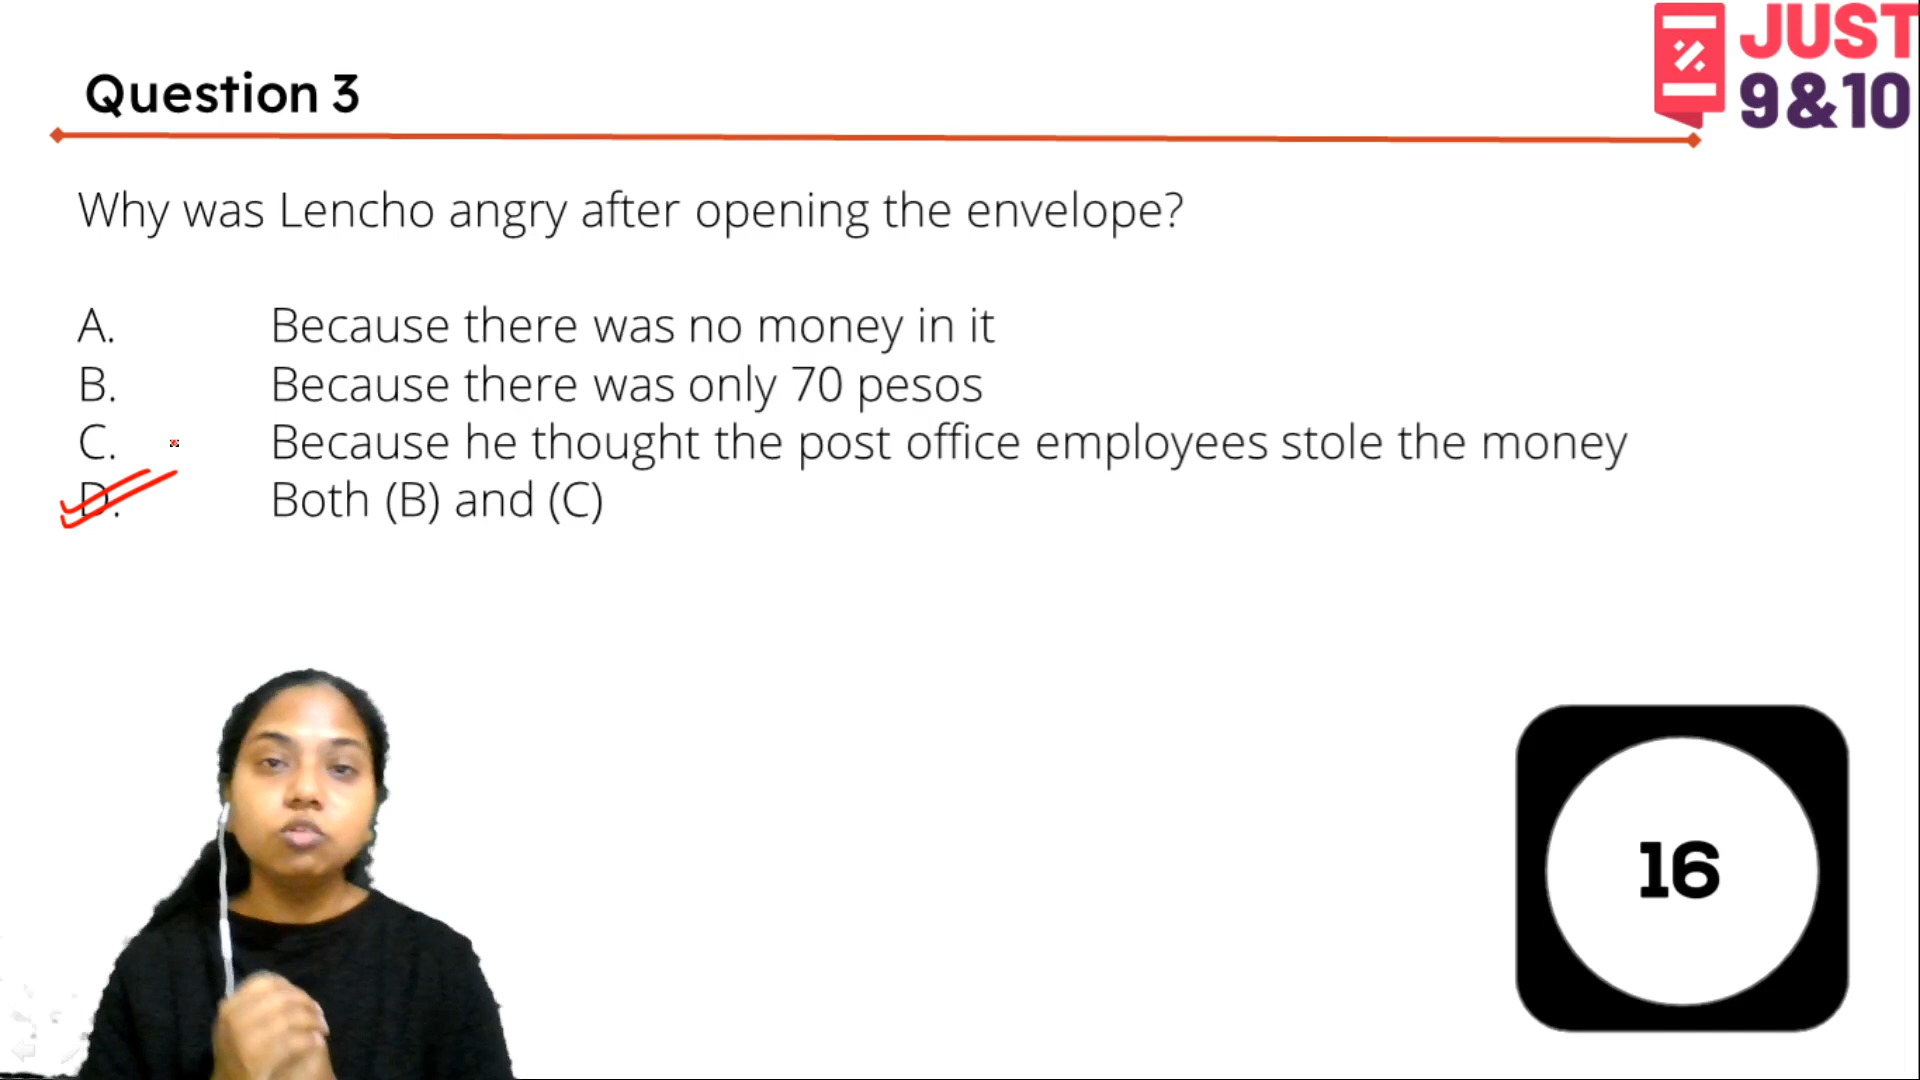 JUST
9&10
Question 3
Why was Lencho angry after opening the envelope?
A. Because there was no money in it
B. Because there was only 70 pesos
C. Because he thought the post office employees stole the money
D. Both (B) and (C)
16